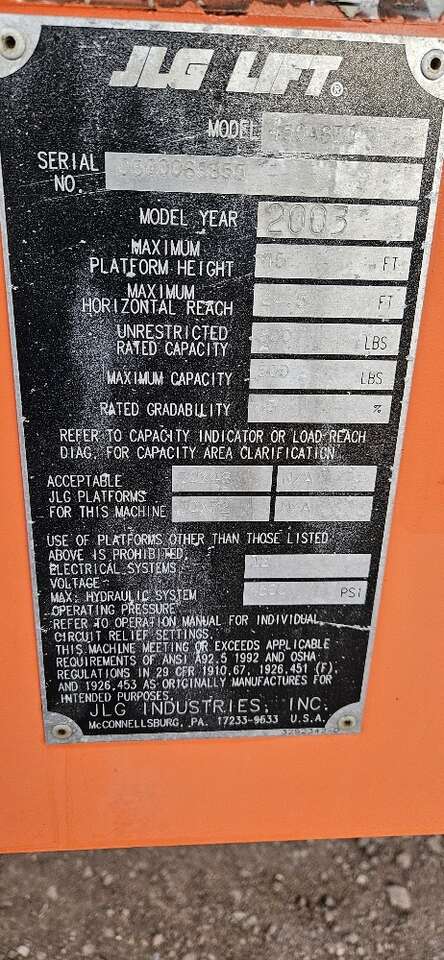 JLG LIFT®
MODEL
SERIAL
NO.
MODEL YEAR 2003
MAXIMUM
PLATFORM HEIGHT FT
MAXIMUM
HORIZONTAL REACH FT
UNRESTRICTED
RATED CAPACITY LBS
MAXIMUM CAPACITY LBS
RATED GRADABILITY %
REFER TO CAPACITY INDICATOR OR LOAD REACH
DIAG. FOR CAPACITY AREA CLARIFICATION
ACCEPTABLE
JLG PLATFORMS
FOR THIS MACHINE
N/A
N/A
USE OF PLATFORMS OTHER THAN THOSE LISTED
ABOVE IS PROHIBITED.
ELECTRICAL SYSTEMS
VOLTAGE 12
MAX. HYDRAULIC SYSTEM
OPERATING PRESSURE PSI
REFER TO OPERATION MANUAL FOR INDIVIDUAL
CIRCUIT RELIEF SETTINGS.
THIS MACHINE MEETING OR EXCEEDS APPLICABLE
REQUIREMENTS OF ANSI A92.5 1992 AND OSHA
REGULATIONS IN 29 CFR 1910.67, 1926.451 (F),
AND 1926.453 AS ORIGINALLY MANUFACTURES FOR
INTENDED PURPOSES.
JLG INDUSTRIES, INC.
McCONNELLSBURG, PA. 17233-9533 U.S.A.